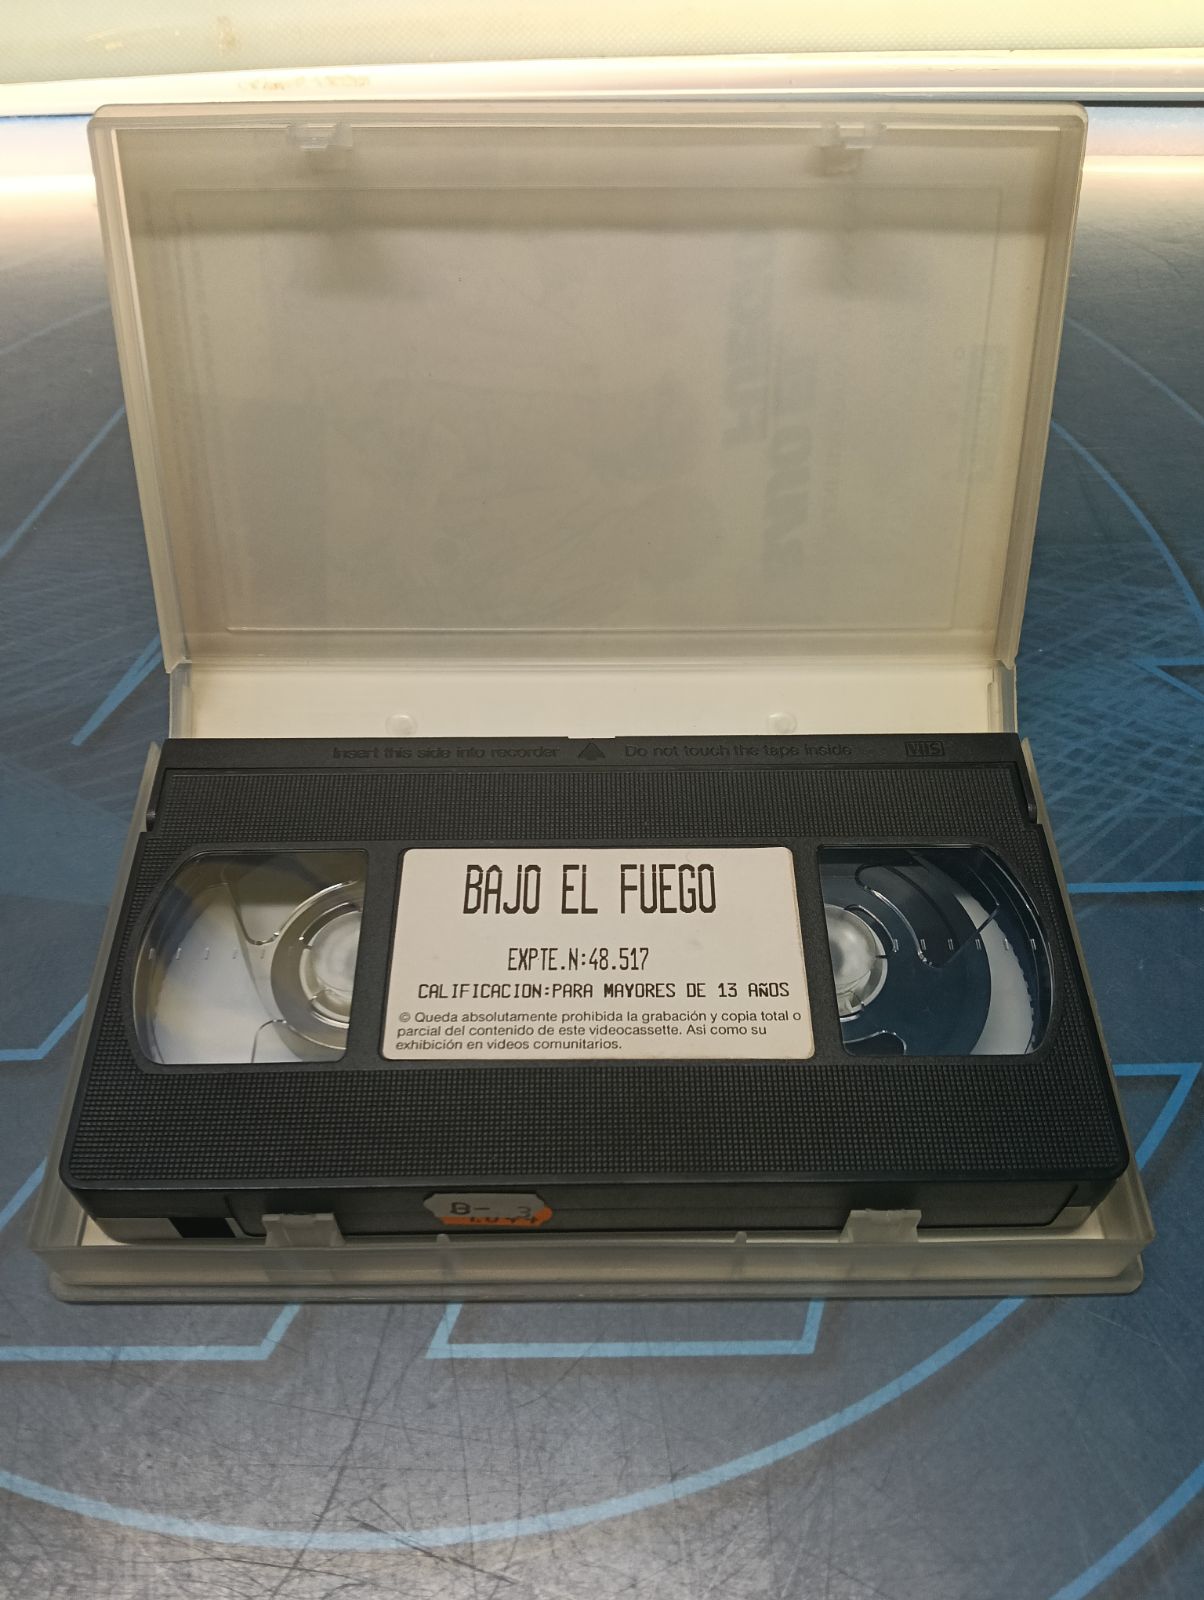 Insert this side into recorder Do not touch the tape inside VHS
BAJO EL FUEGO
EXPTE.N:48.517
CALIFICACION:PARA MAYORES DE 13 AÑOS
© Queda absolutamente prohibida la grabación y copia total o
parcial del contenido de este videocassette. Asi como su
exhibición en videos comunitarios.
B- 3